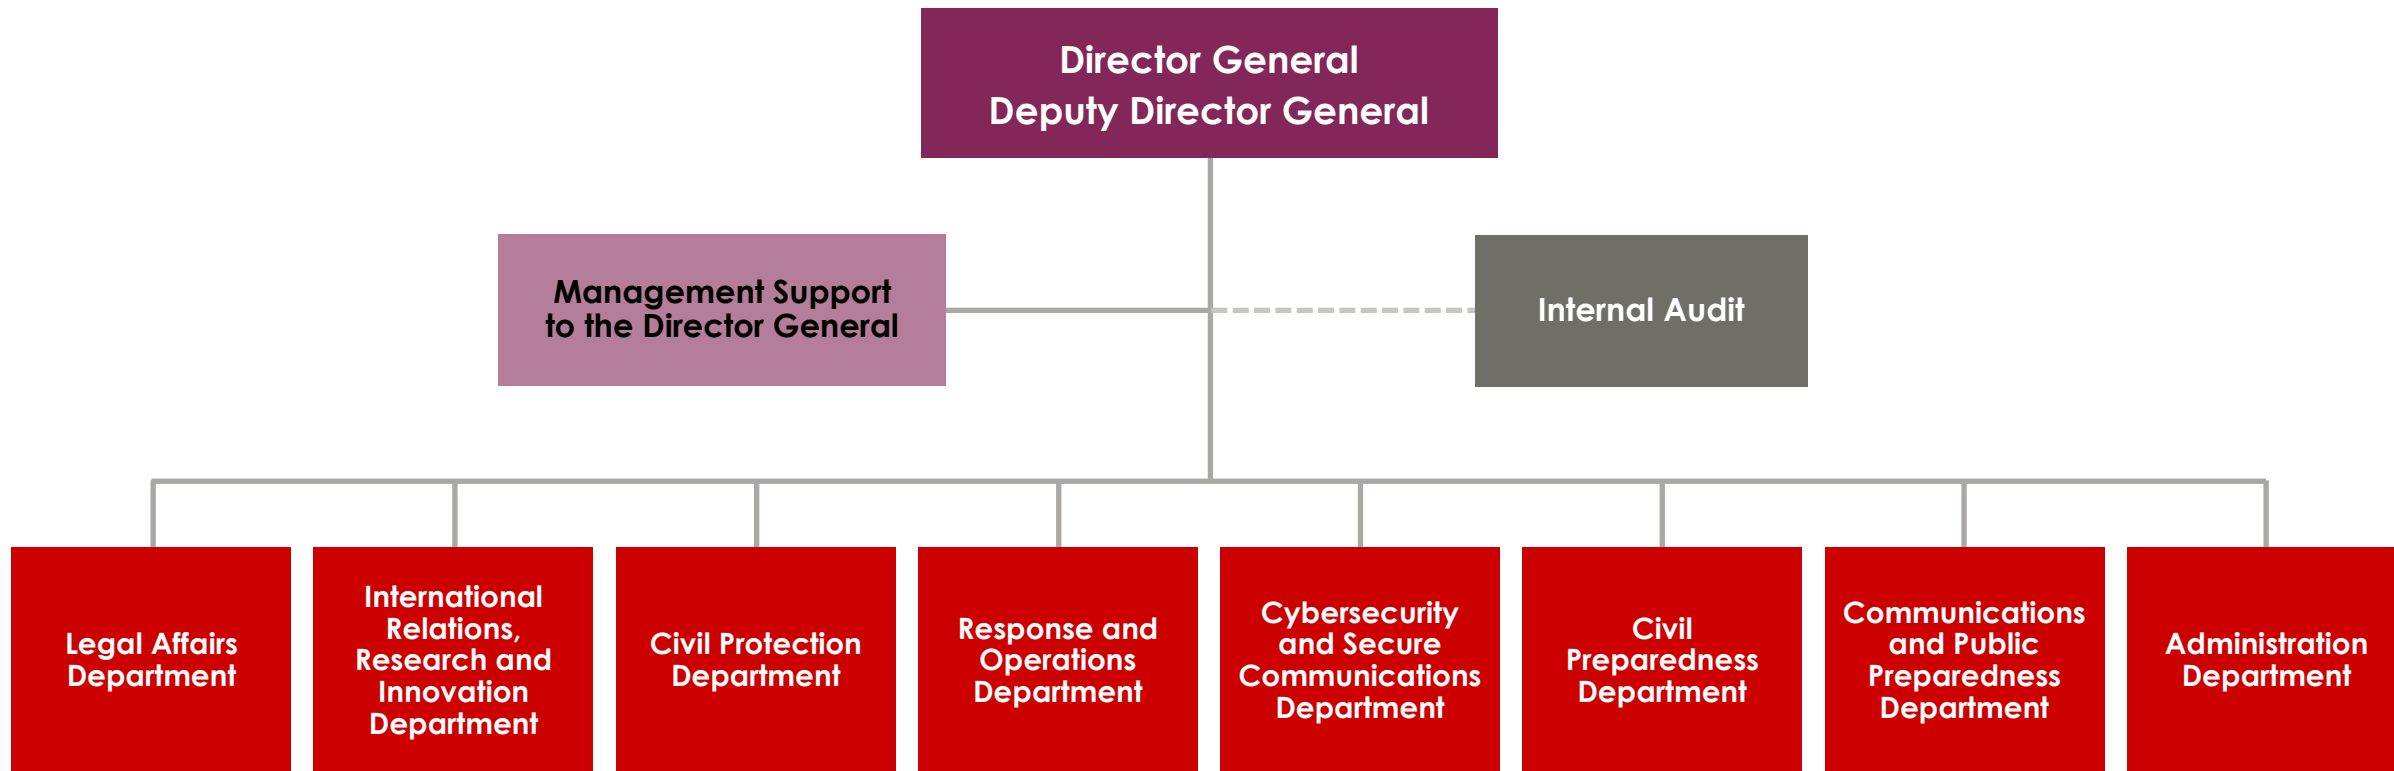 Director General
Deputy Director General
Management Support
to the Director General
Internal Audit
Legal Affairs
Department
International
Relations,
Research and
Innovation
Department
Civil Protection
Department
Response and
Operations
Department
Cybersecurity
and Secure
Communications
Department
Civil
Preparedness
Department
Communications
and Public
Preparedness
Department
Administration
Department